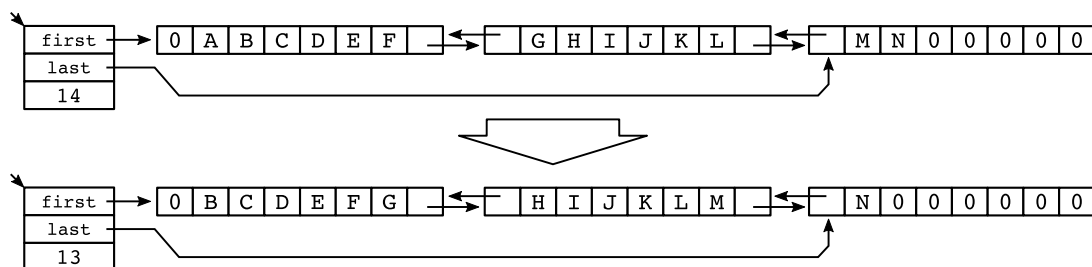 first 0 A B C D E F G H I J K L M N 0 0 0 0 0
last
14
first 0 B C D E F G H I J K L M N 0 0 0 0 0 0
last
13